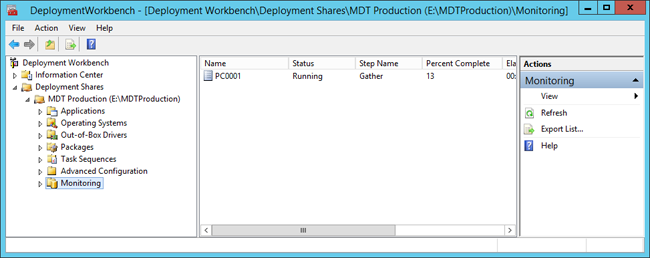 DeploymentWorkbench - [Deployment Workbench\Deployment Shares\MDT Production (E:\MDTProduction)\Monitoring]
File Action View Help
Deployment Workbench
Information Center
Deployment Shares
MDT Production (E:\MDTProduction)
Applications
Operating Systems
Out-of-Box Drivers
Packages
Task Sequences
Advanced Configuration
Monitoring
Name Status Step Name Percent Complete Ela
PC0001 Running Gather 13 00:
Actions
Monitoring
View
Refresh
Export List...
Help